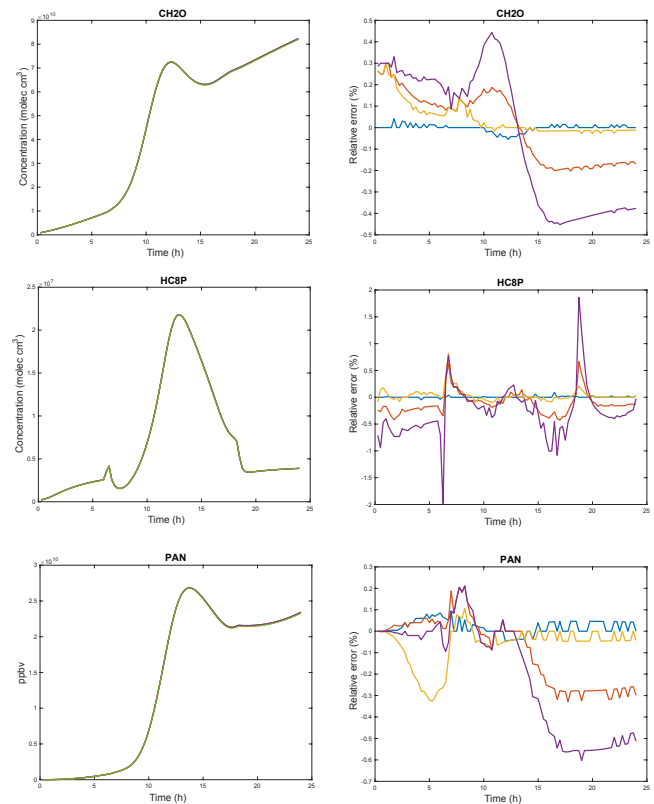 CH2O
×10^10
Concentration (molec cm^3)
9
8
7
6
5
4
3
2
1
0
0 5 10 15 20 25
Time (h)
CH2O
Relative error (%)
0.5
0.4
0.3
0.2
0.1
0
-0.1
-0.2
-0.3
-0.4
-0.5
0 5 10 15 20 25
Time (h)
HC8P
×10^7
Concentration (molec cm^3)
2.5
2
1.5
1
0.5
0
0 5 10 15 20 25
Time (h)
HC8P
Relative error (%)
2
1.5
1
0.5
0
-0.5
-1
-1.5
-2
0 5 10 15 20 25
Time (h)
PAN
×10^10
ppbv
3
2.5
2
1.5
1
0.5
0
0 5 10 15 20 25
Time (h)
PAN
Relative error (%)
0.3
0.2
0.1
0
-0.1
-0.2
-0.3
-0.4
-0.5
-0.6
-0.7
0 5 10 15 20 25
Time (h)